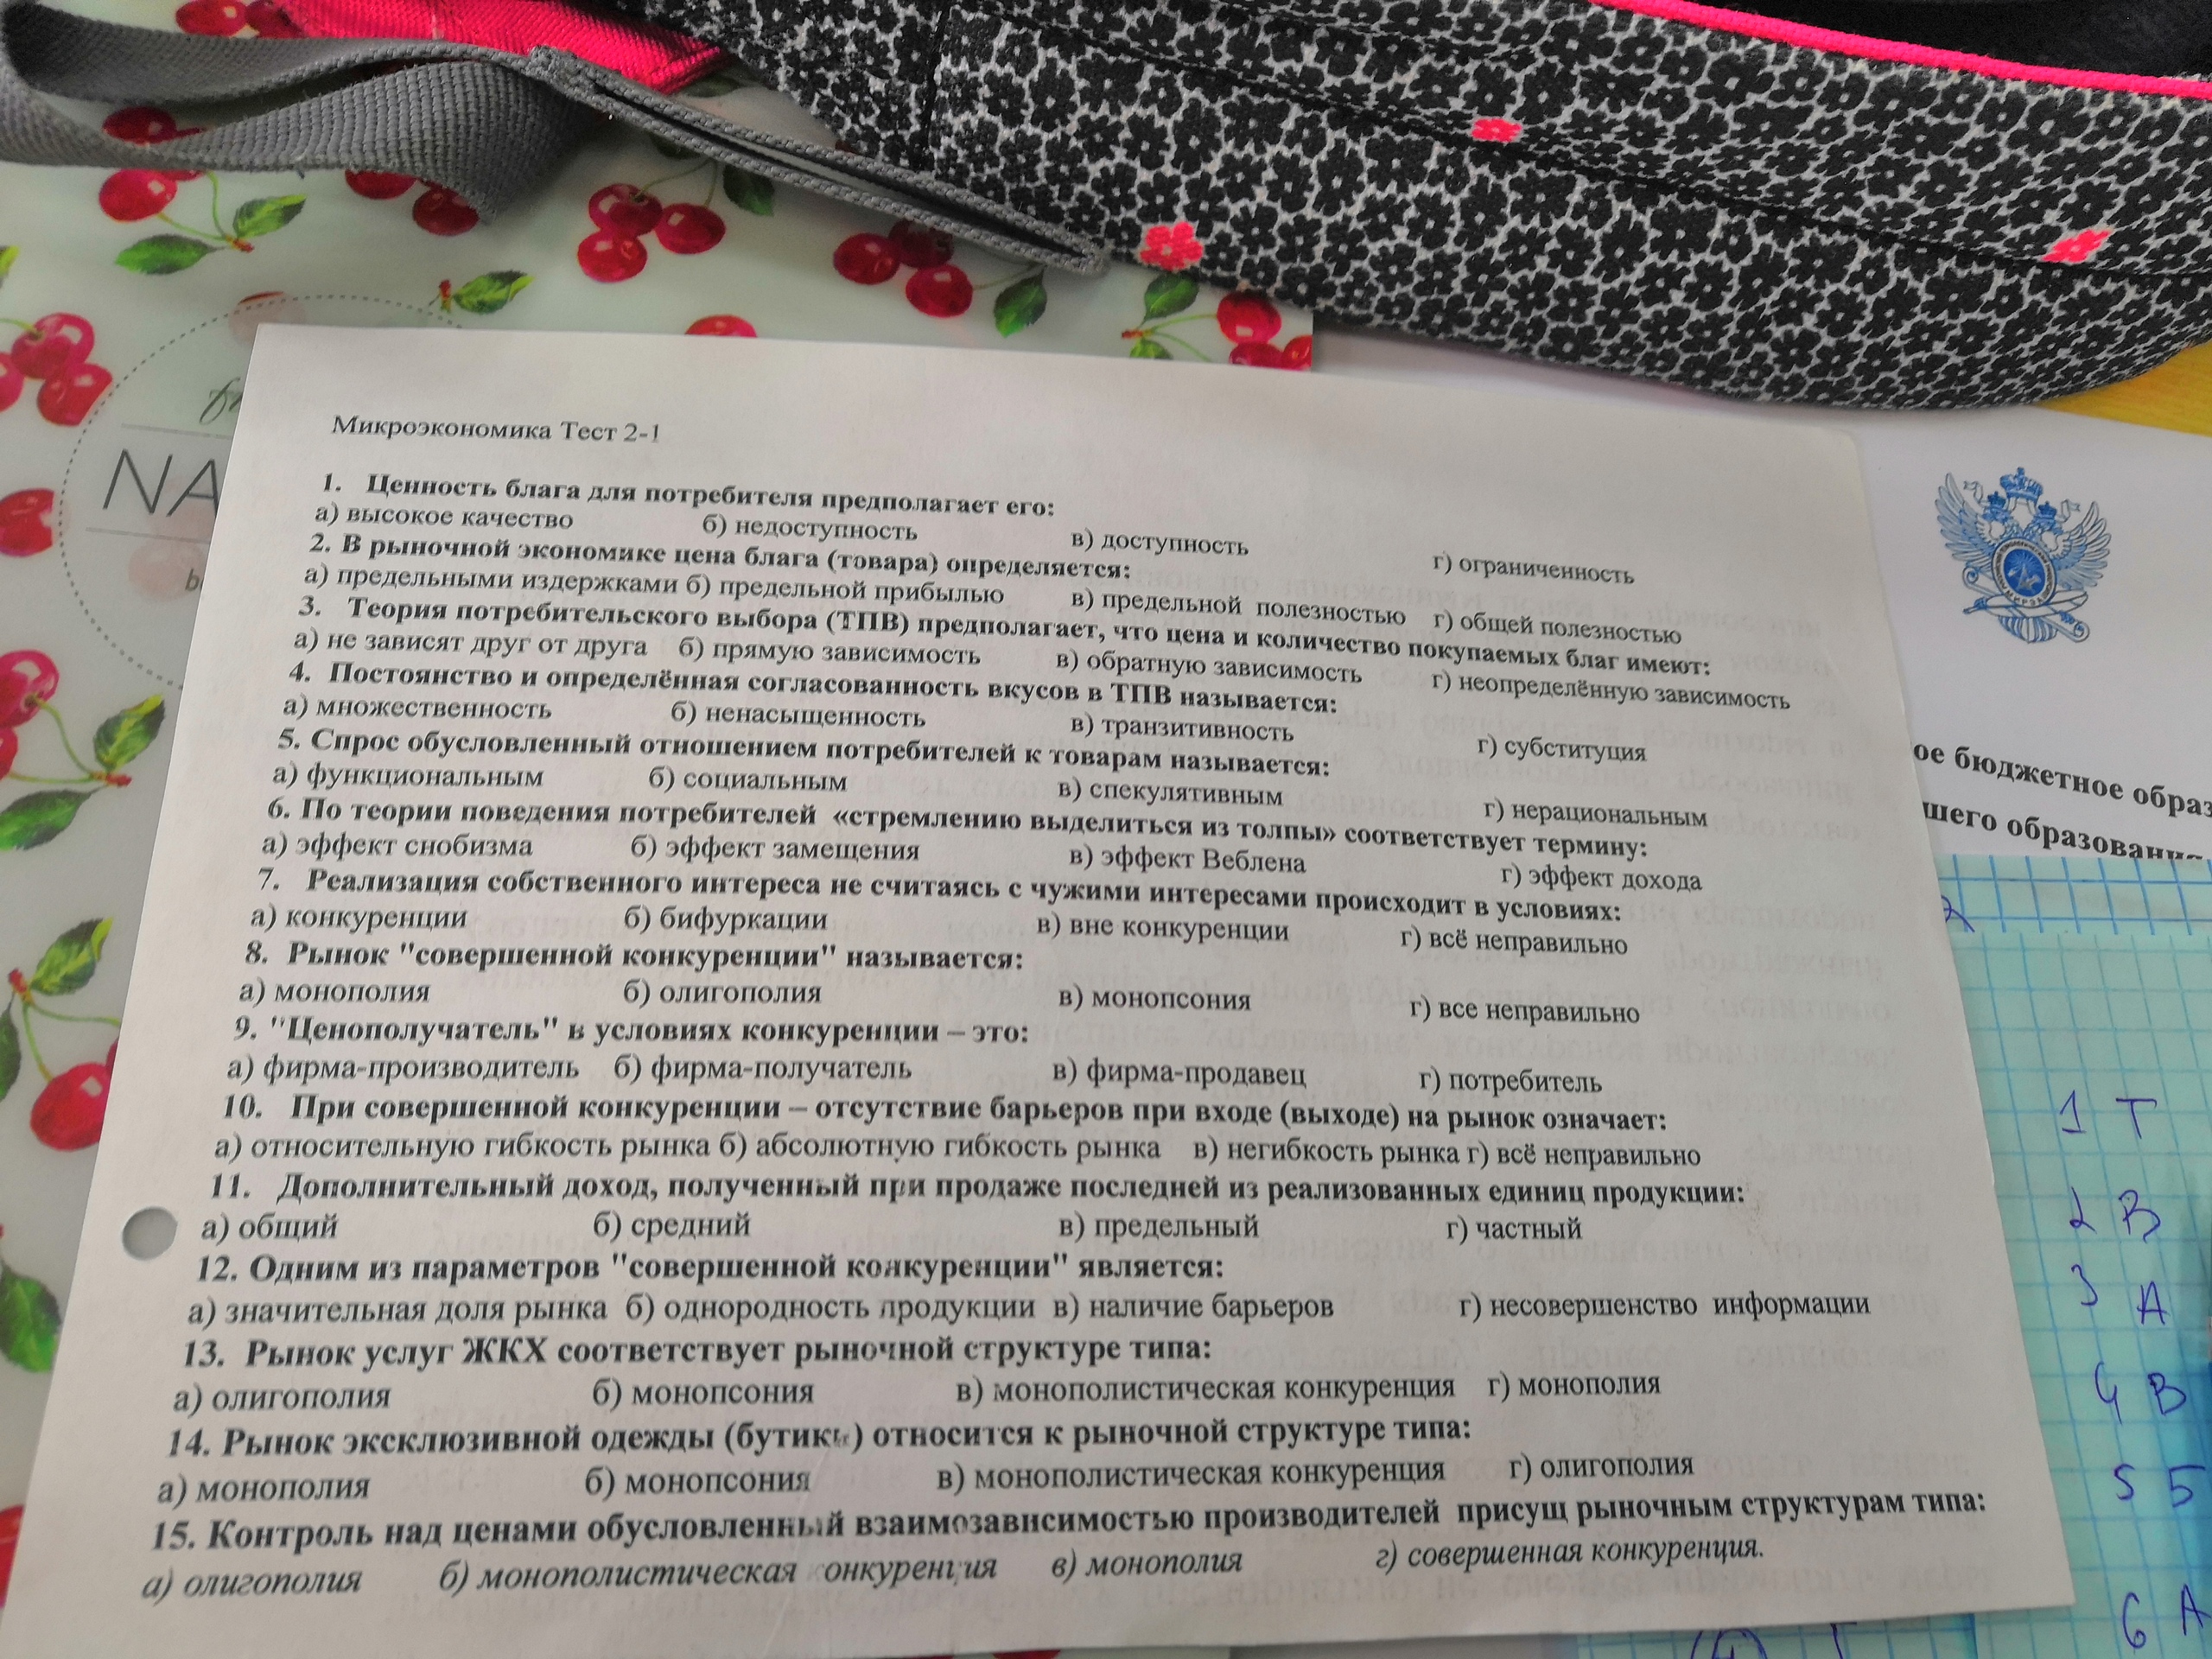 NA
Микроэкономика Тест 2-1
1. Ценность блага для потребителя предполагает его:
а) высокое качество б) недоступность в) доступность г) ограниченность
2. В рыночной экономике цена блага (товара) определяется:
а) предельными издержками б) предельной прибылью в) предельной полезностью г) общей полезностью
3. Теория потребительского выбора (ТПВ) предполагает, что цена и количество покупаемых благ имеют:
а) не зависят друг от друга б) прямую зависимость в) обратную зависимость г) неопределённую зависимость
4. Постоянство и определённая согласованность вкусов в ТПВ называется:
а) множественность б) ненасыщенность в) транзитивность г) субституция
5. Спрос обусловленный отношением потребителей к товарам называется:
а) функциональным б) социальным в) спекулятивным г) нерациональным
6. По теории поведения потребителей «стремлению выделиться из толпы» соответствует термину:
а) эффект снобизма б) эффект замещения в) эффект Веблена г) эффект дохода
7. Реализация собственного интереса не считаясь с чужими интересами происходит в условиях:
а) конкуренции б) бифуркации в) вне конкуренции г) всё неправильно
8. Рынок "совершенной конкуренции" называется:
а) монополия б) олигополия в) монопсония г) все неправильно
9. "Ценополучатель" в условиях конкуренции – это:
а) фирма-производитель б) фирма-получатель в) фирма-продавец г) потребитель
10. При совершенной конкуренции – отсутствие барьеров при входе (выходе) на рынок означает:
а) относительную гибкость рынка б) абсолютную гибкость рынка в) негибкость рынка г) всё неправильно
11. Дополнительный доход, полученный при продаже последней из реализованных единиц продукции:
а) общий б) средний в) предельный г) частный
12. Одним из параметров "совершенной конкуренции" является:
а) значительная доля рынка б) однородность продукции в) наличие барьеров г) несовершенство информации
13. Рынок услуг ЖКХ соответствует рыночной структуре типа:
а) олигополия б) монопсония в) монополистическая конкуренция г) монополия
14. Рынок эксклюзивной одежды (бутики) относится к рыночной структуре типа:
а) монополия б) монопсония в) монополистическая конкуренция г) олигополия
15. Контроль над ценами обусловленный взаимозависимостью производителей присущ рыночным структурам типа:
а) олигополия б) монополистическая онкуренция в) монополия г) совершенная конкуренция.
ое бюджетное образ
шего образования
1 Т
2 В
3 А
4 В
5 Б
6 А